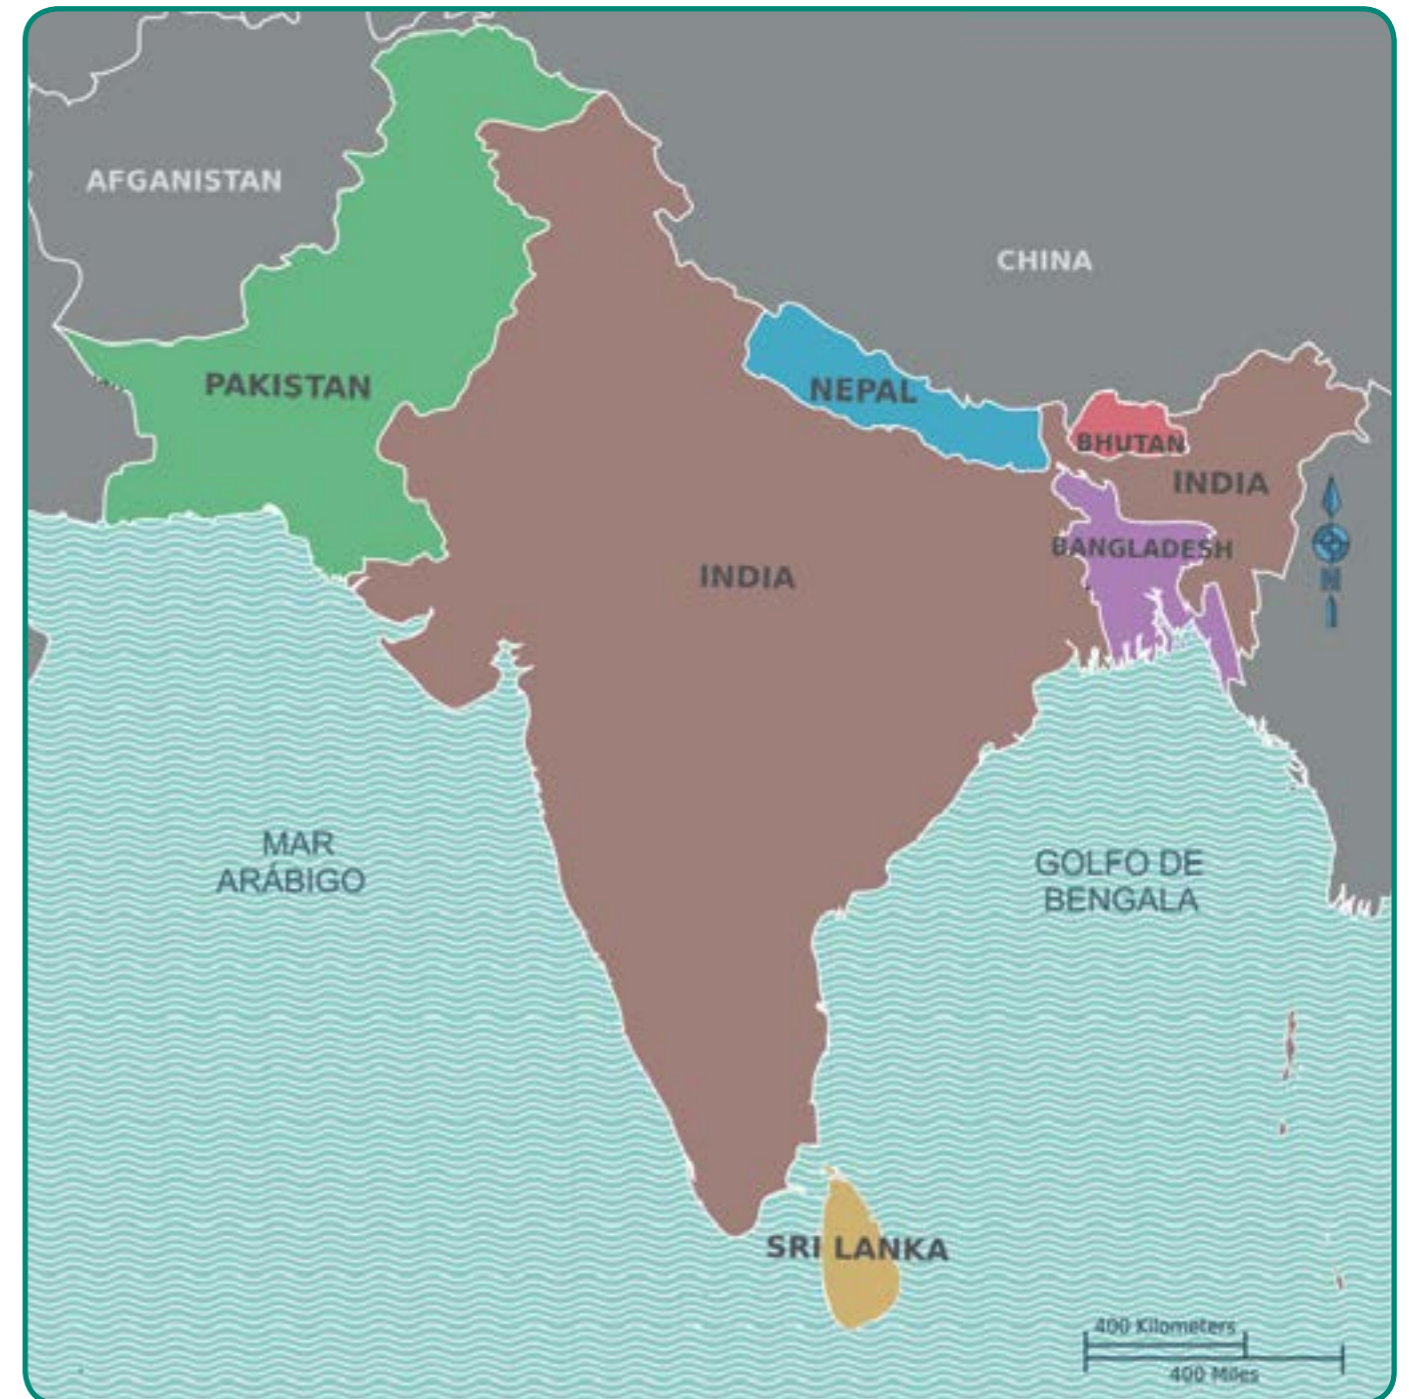 AFGANISTAN
CHINA
PAKISTAN
NEPAL
BHUTAN
INDIA
BANGLADESH
INDIA
N
MAR
ARÁBIGO
GOLFO DE
BENGALA
SRI LANKA
400 Kilometers
400 Miles